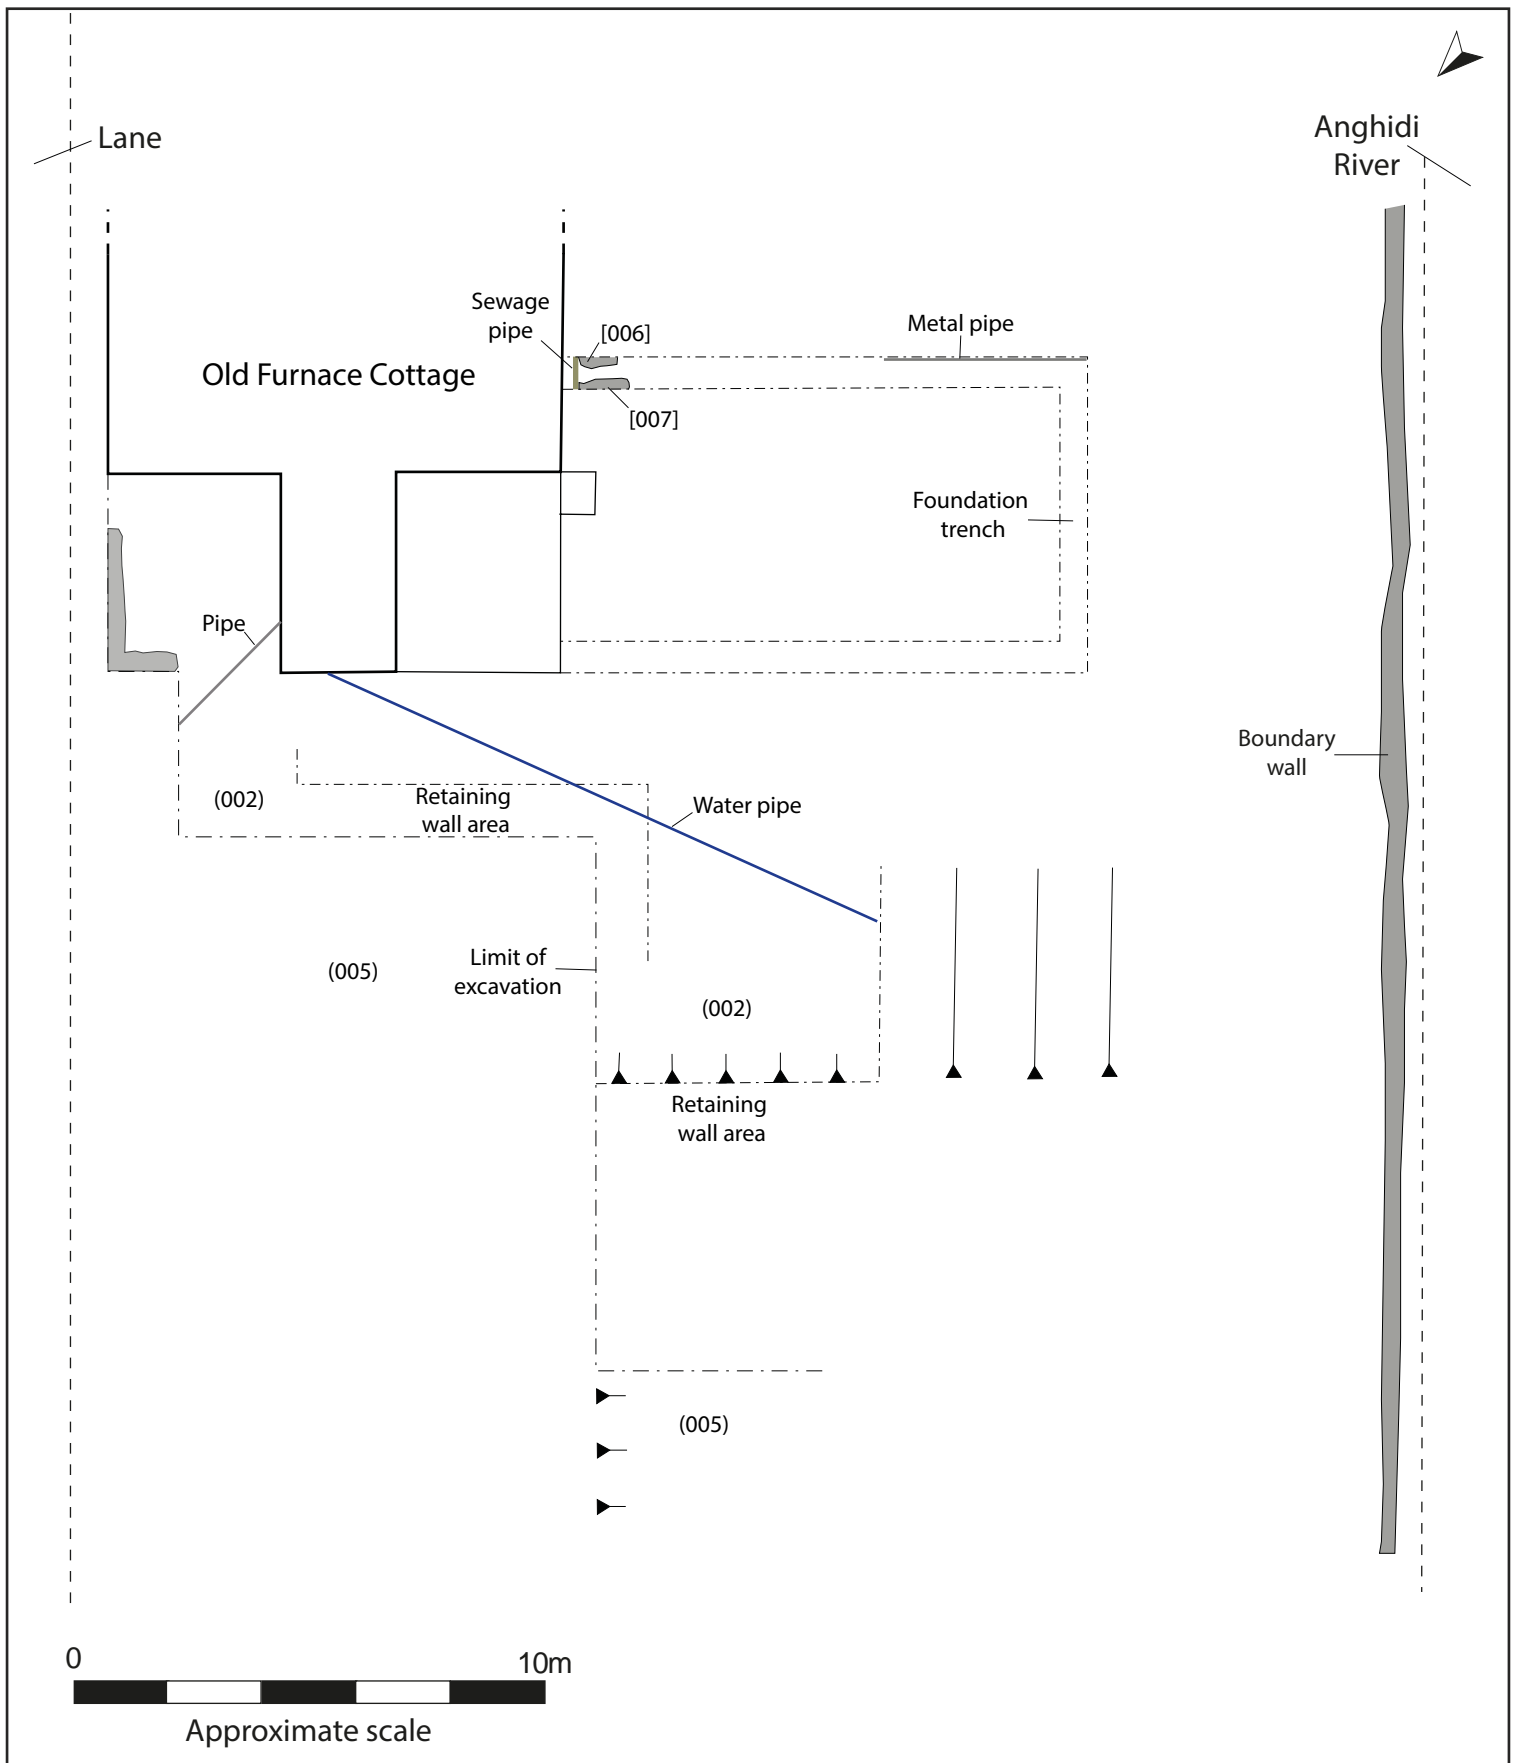 Lane
Anghidi
River
Sewage
pipe
[006]
Metal pipe
Old Furnace Cottage
[007]
Foundation
trench
Pipe
Boundary
wall
(002)
Retaining
wall area
Water pipe
Limit of
excavation
(005)
(002)
Retaining
wall area
(005)
0
10m
Approximate scale